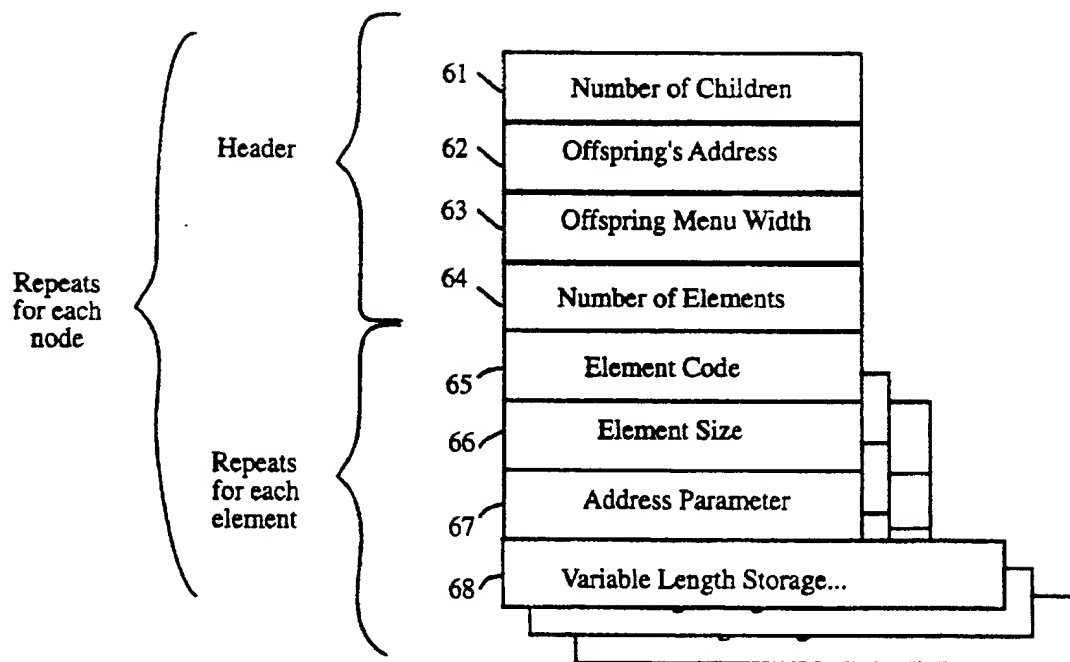 61 Number of Children
Header
62 Offspring's Address
63 Offspring Menu Width
Repeats
for each
node
64 Number of Elements
65 Element Code
66 Element Size
Repeats
for each
element
67 Address Parameter
68 Variable Length Storage...